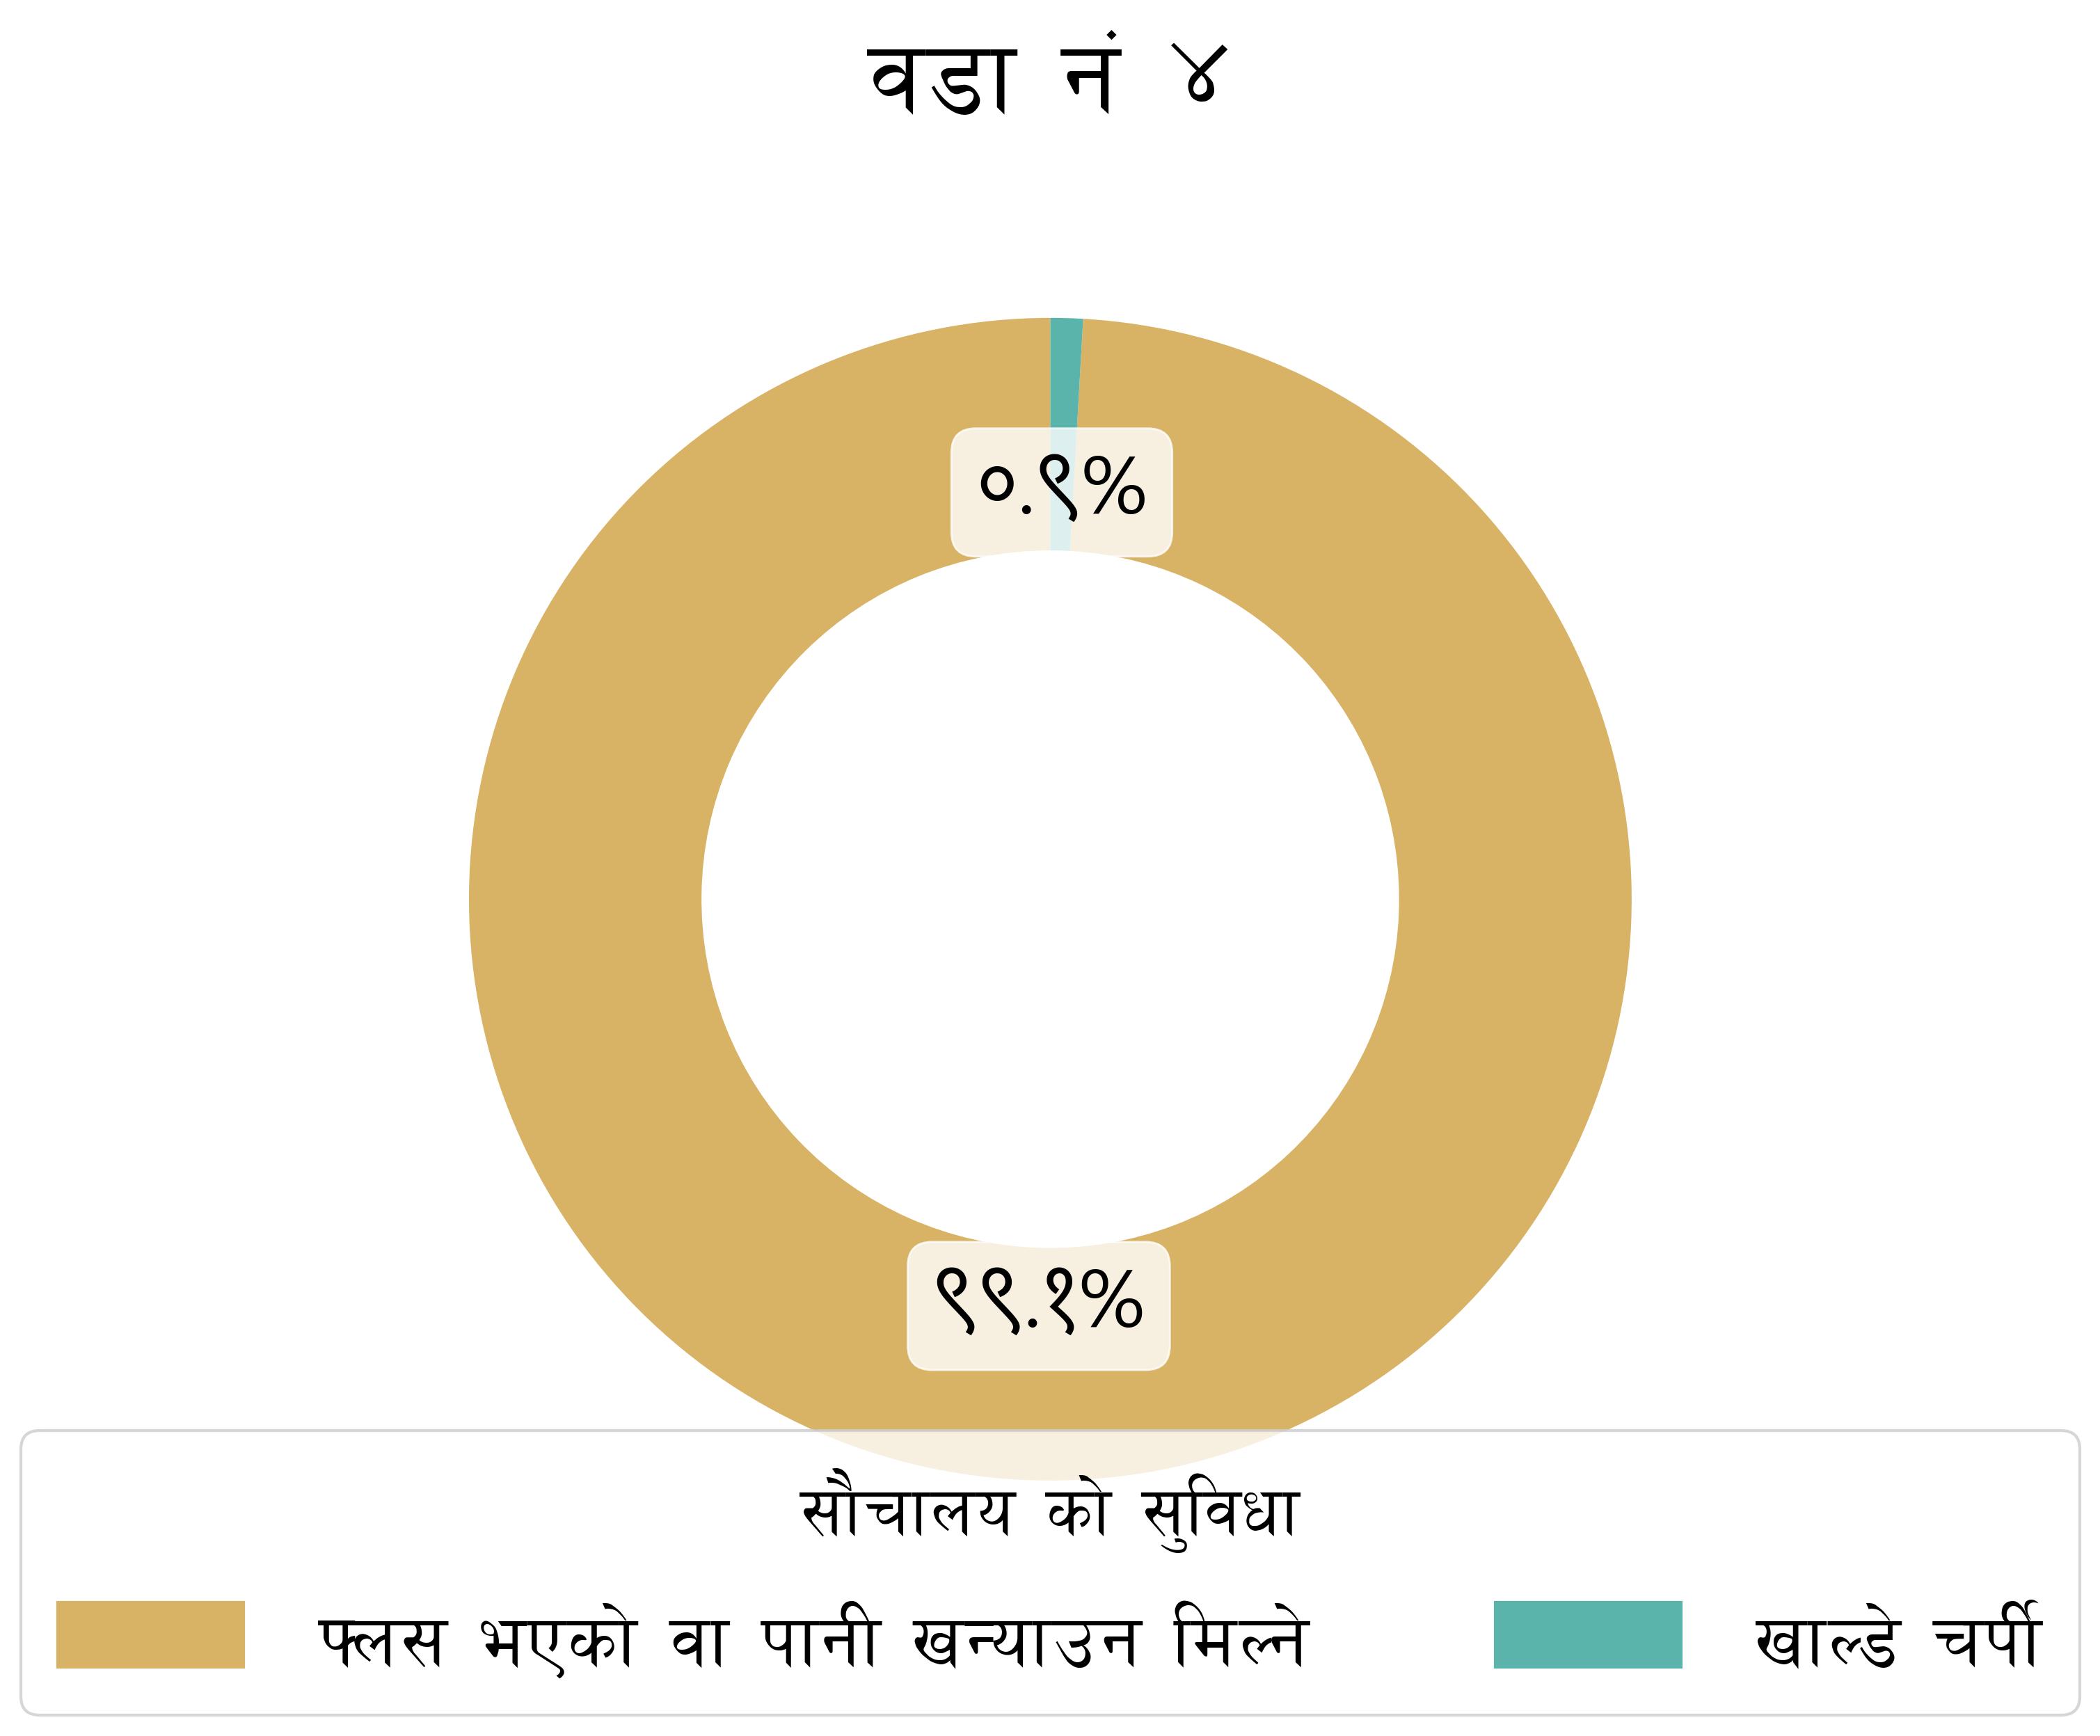 वडा नं ४
०.९%
९९.१%
सौचालय को सुविधा
फ्लस भएको वा पानी खन्याउन मिल्ने
खाल्डे चर्पी